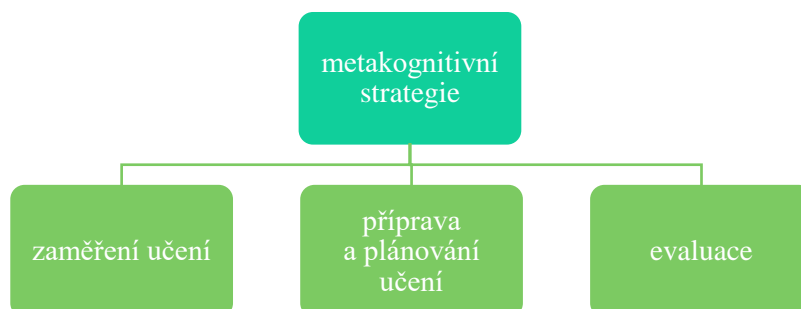 metakognitivní
strategie
zaměření učení
příprava
a plánování
učení
evaluace